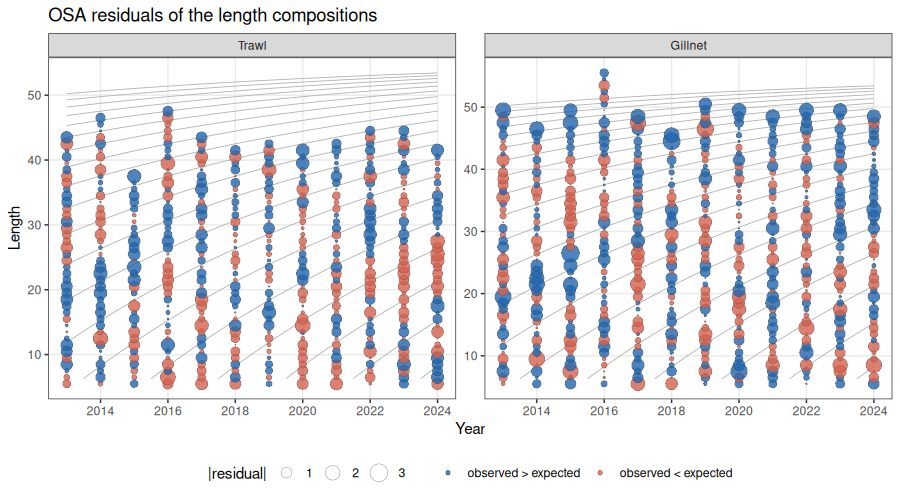 OSA residuals of the length compositions
Trawl
Gillnet
Length
50
40
30
20
10
50
40
30
20
10
2014 2016 2018 2020 2022 2024
2014 2016 2018 2020 2022 2024
Year
|residual| 1 2 3 observed > expected observed < expected